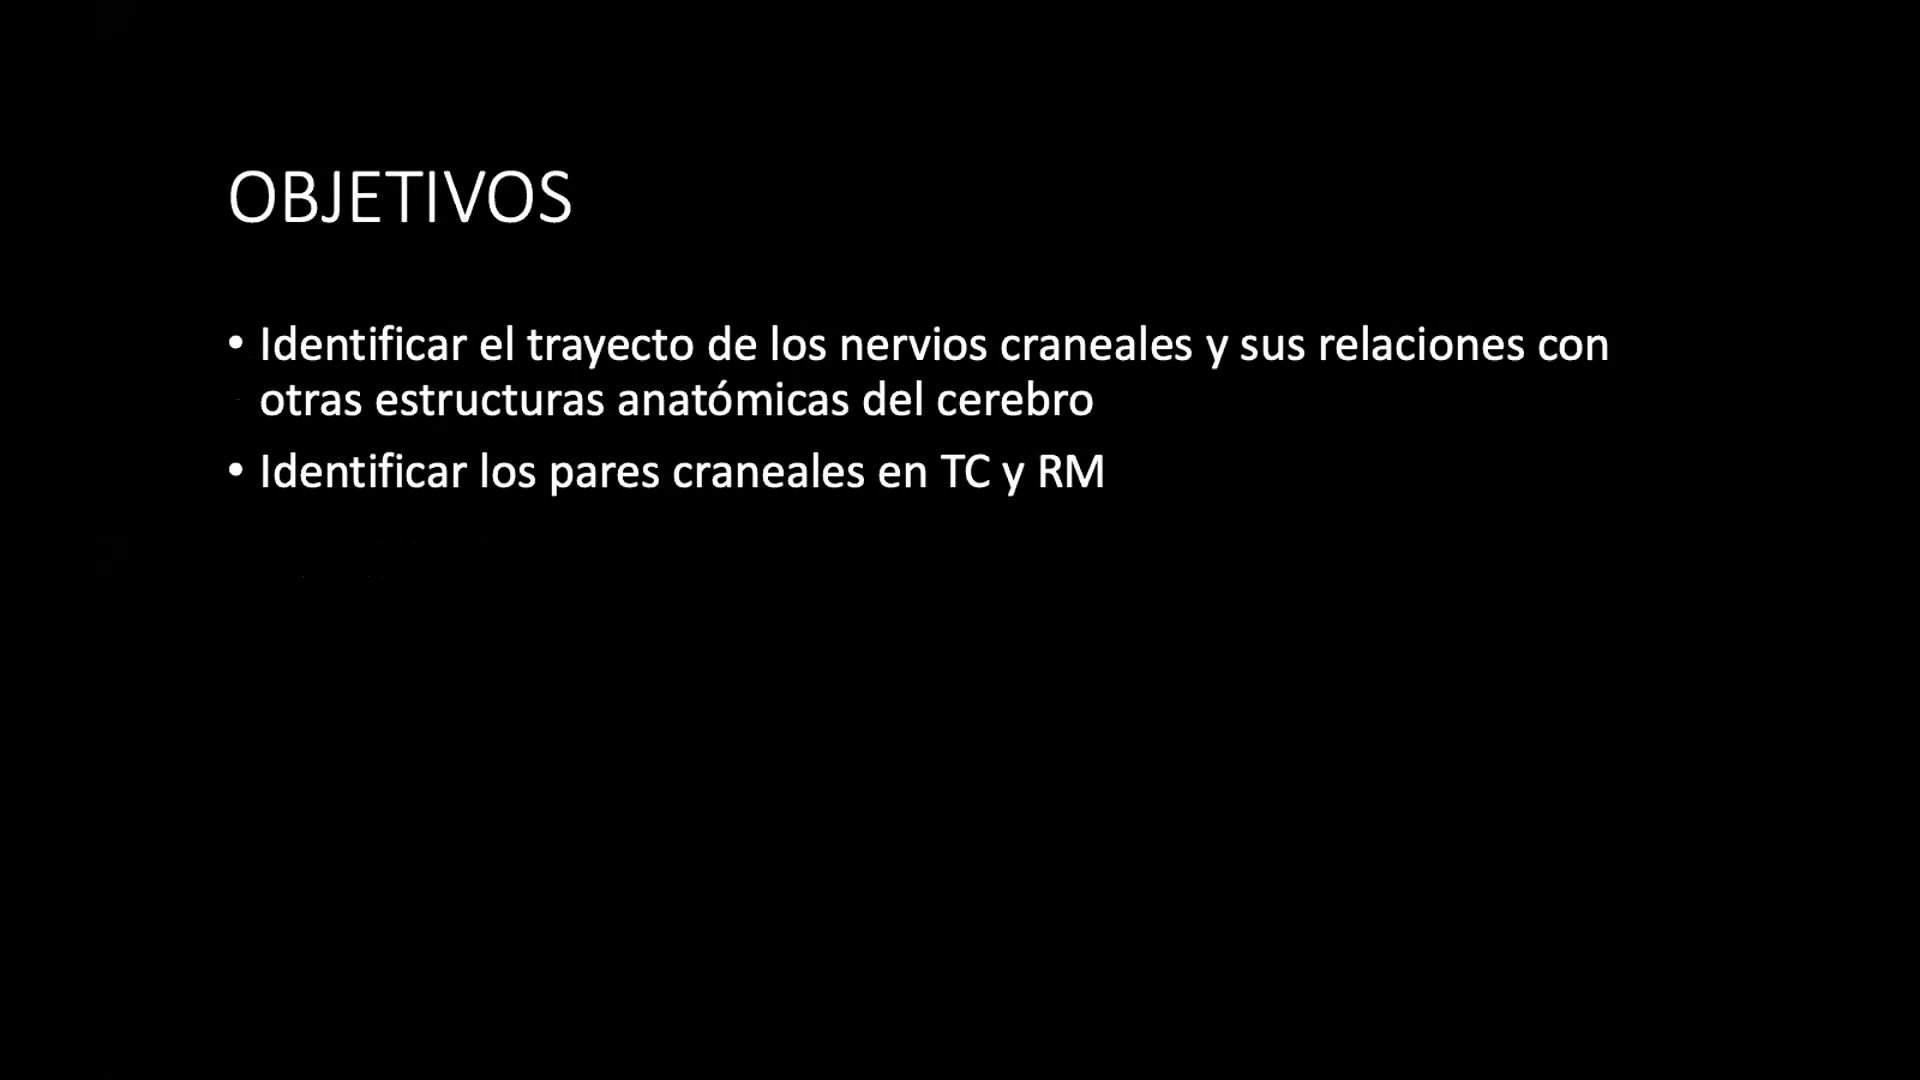 OBJETIVOS
• Identificar el trayecto de los nervios craneales y sus relaciones con
otras estructuras anatómicas del cerebro
• Identificar los pares craneales en TC y RM